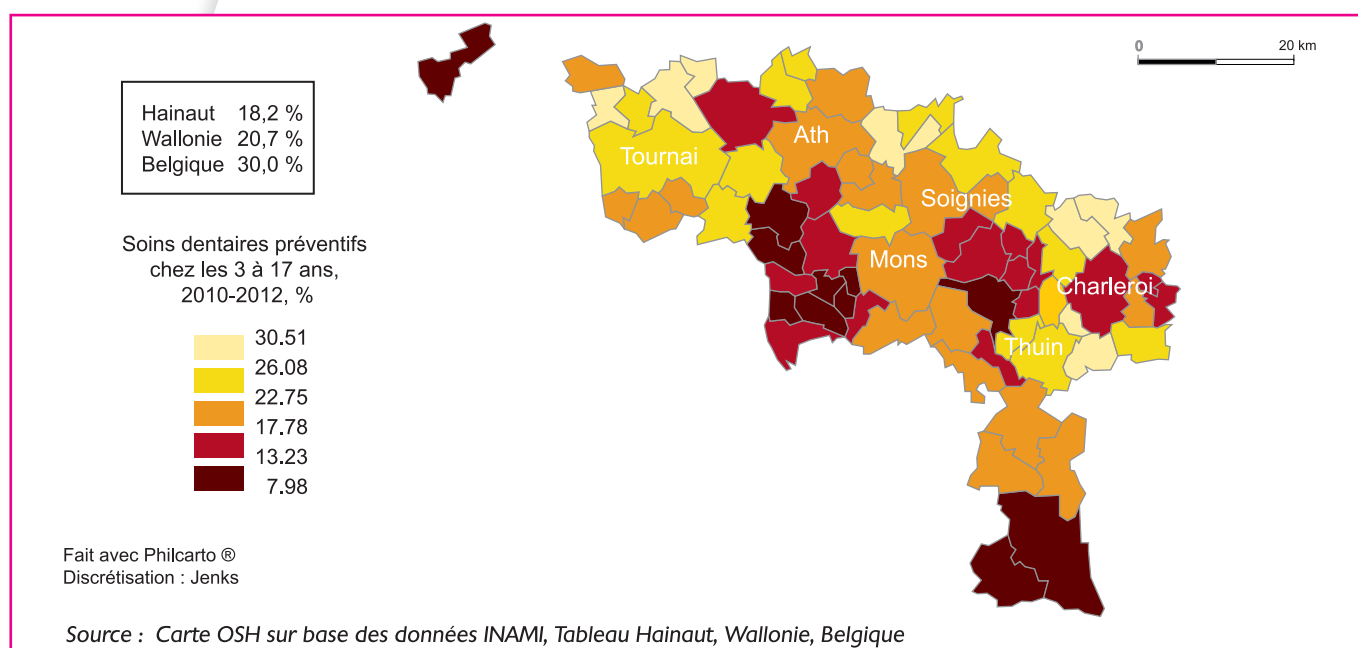 0 20 km
Hainaut 18,2 %
Wallonie 20,7 %
Belgique 30,0 %
Ath
Tournai
Soignies
Mons
Charleroi
Thuin
Soins dentaires préventifs
chez les 3 à 17 ans,
2010-2012, %
30.51
26.08
22.75
17.78
13.23
7.98
Fait avec Philcarto ®
Discrétisation : Jenks
Source : Carte OSH sur base des données INAMI, Tableau Hainaut, Wallonie, Belgique